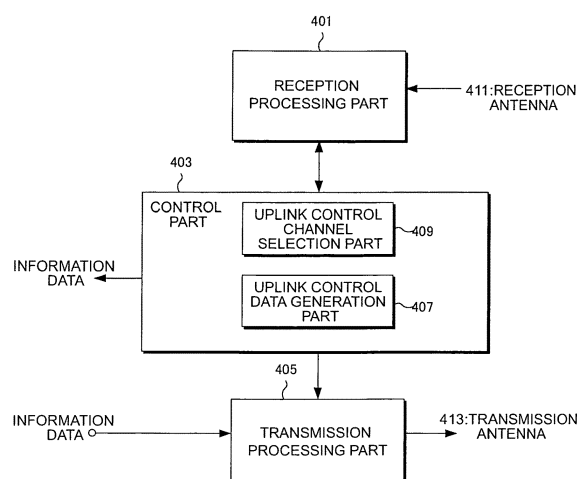 401
RECEPTION
PROCESSING PART
411:RECEPTION
ANTENNA
403
CONTROL
PART
UPLINK CONTROL
CHANNEL
SELECTION PART
409
INFORMATION
DATA
UPLINK CONTROL
DATA GENERATION
PART
407
405
INFORMATION
DATA
TRANSMISSION
PROCESSING PART
413:TRANSMISSION
ANTENNA